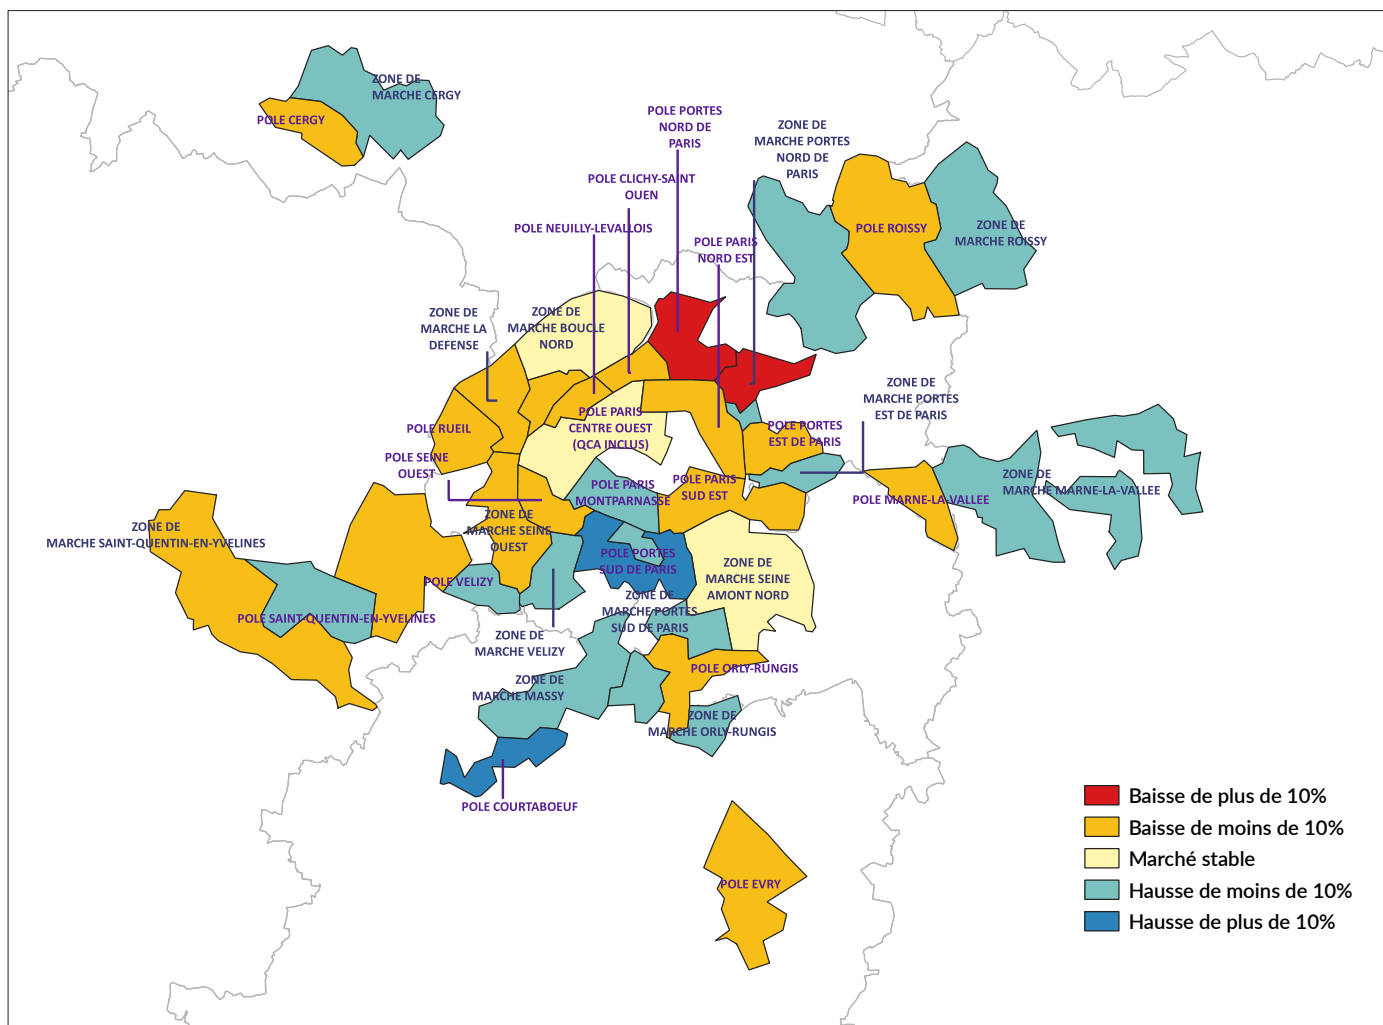 ZONE DE
MARCHE CERGY
POLE CERGY
POLE PORTES
NORD DE
PARIS
ZONE DE
MARCHE PORTES
NORD DE
PARIS
POLE CLICHY-SAINT
OUEN
POLE NEUILLY-LEVALLOIS
POLE PARIS
NORD EST
POLE ROISSY
ZONE DE
MARCHE ROISSY
ZONE DE
MARCHE LA
DEFENSE
ZONE DE
MARCHE BOUCLE
NORD
ZONE DE
MARCHE PORTES
EST DE PARIS
POLE RUEIL
POLE PARIS
CENTRE OUEST
(QCA INCLUS)
POLE PORTES
EST DE PARIS
POLE SEINE
OUEST
POLE PARIS
MONTPARNASSE
POLE PARIS
SUD EST
POLE MARNE-LA-VALLEE
ZONE DE
MARCHE MARNE-LA-VALLEE
ZONE DE
MARCHE SAINT-QUENTIN-EN-YVELINES
ZONE DE
MARCHE SEINE
OUEST
POLE PORTES
SUD DE PARIS
ZONE DE
MARCHE SEINE
AMONT NORD
POLE VELIZY
POLE SAINT-QUENTIN-EN-YVELINES
ZONE DE
MARCHE PORTES
SUD DE PARIS
ZONE DE
MARCHE VELIZY
POLE ORLY-RUNGIS
ZONE DE
MARCHE MASSY
ZONE DE
MARCHE ORLY-RUNGIS
POLE COURTABOEUF
POLE EVRY
Baisse de plus de 10%
Baisse de moins de 10%
Marché stable
Hausse de moins de 10%
Hausse de plus de 10%